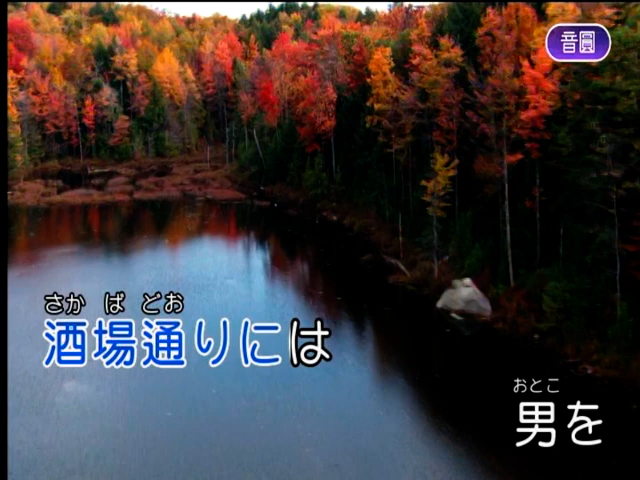 音圓
さか ば どお
酒場通りには
おとこ
男を